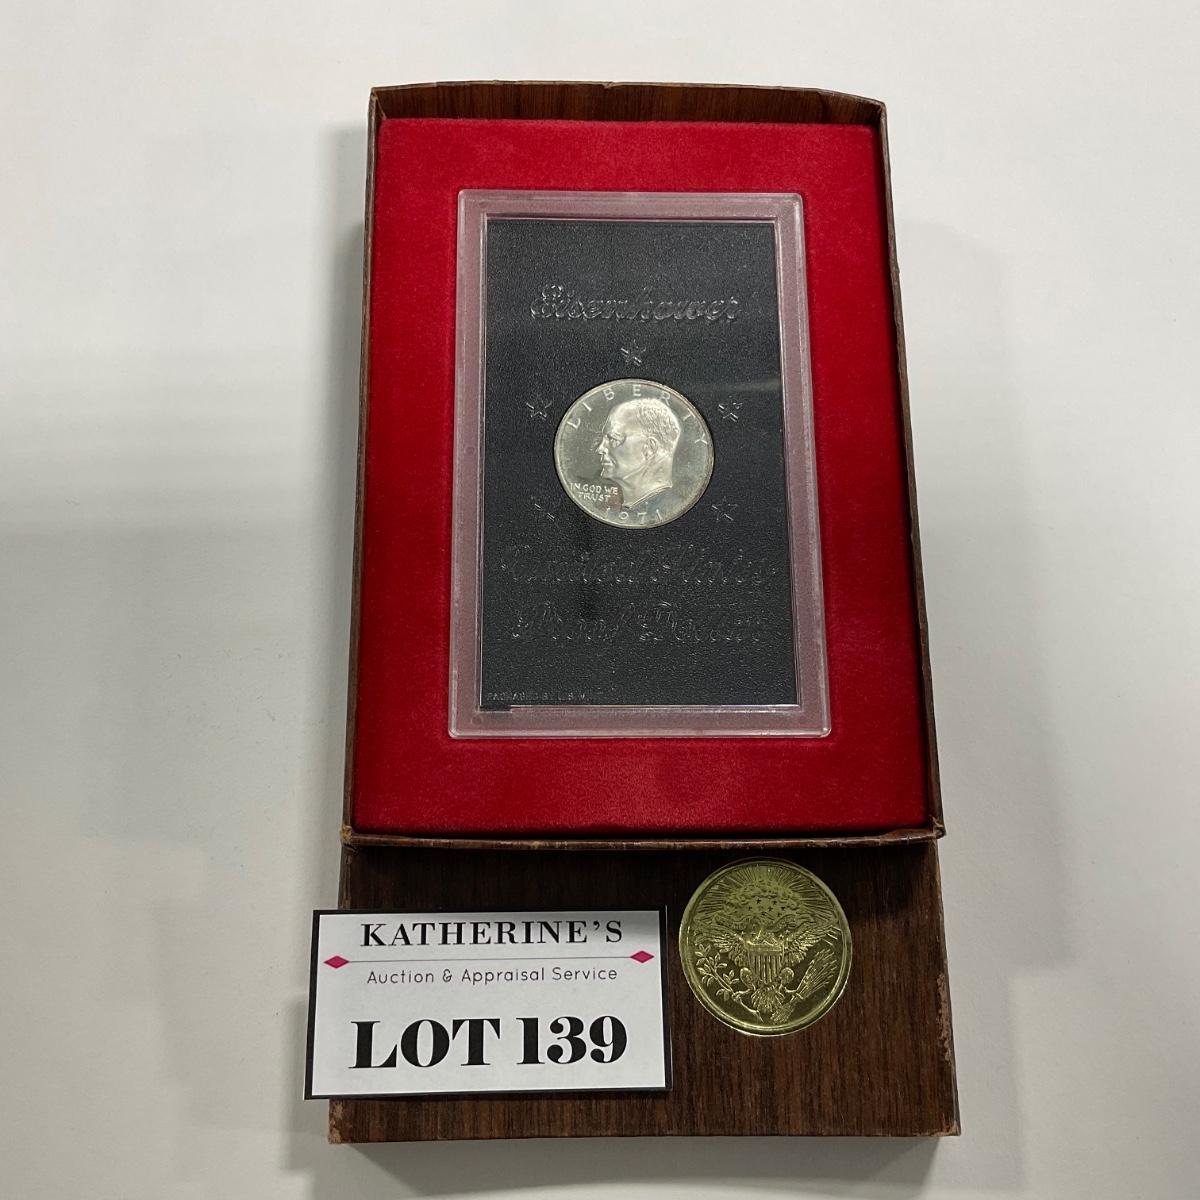 Eisenhower
LIBERTY
IN GOD WE
TRUST
1971
United States
Proof Dollar
PACKAGED BY U.S. MINT
KATHERINE'S
Auction & Appraisal Service
LOT 139